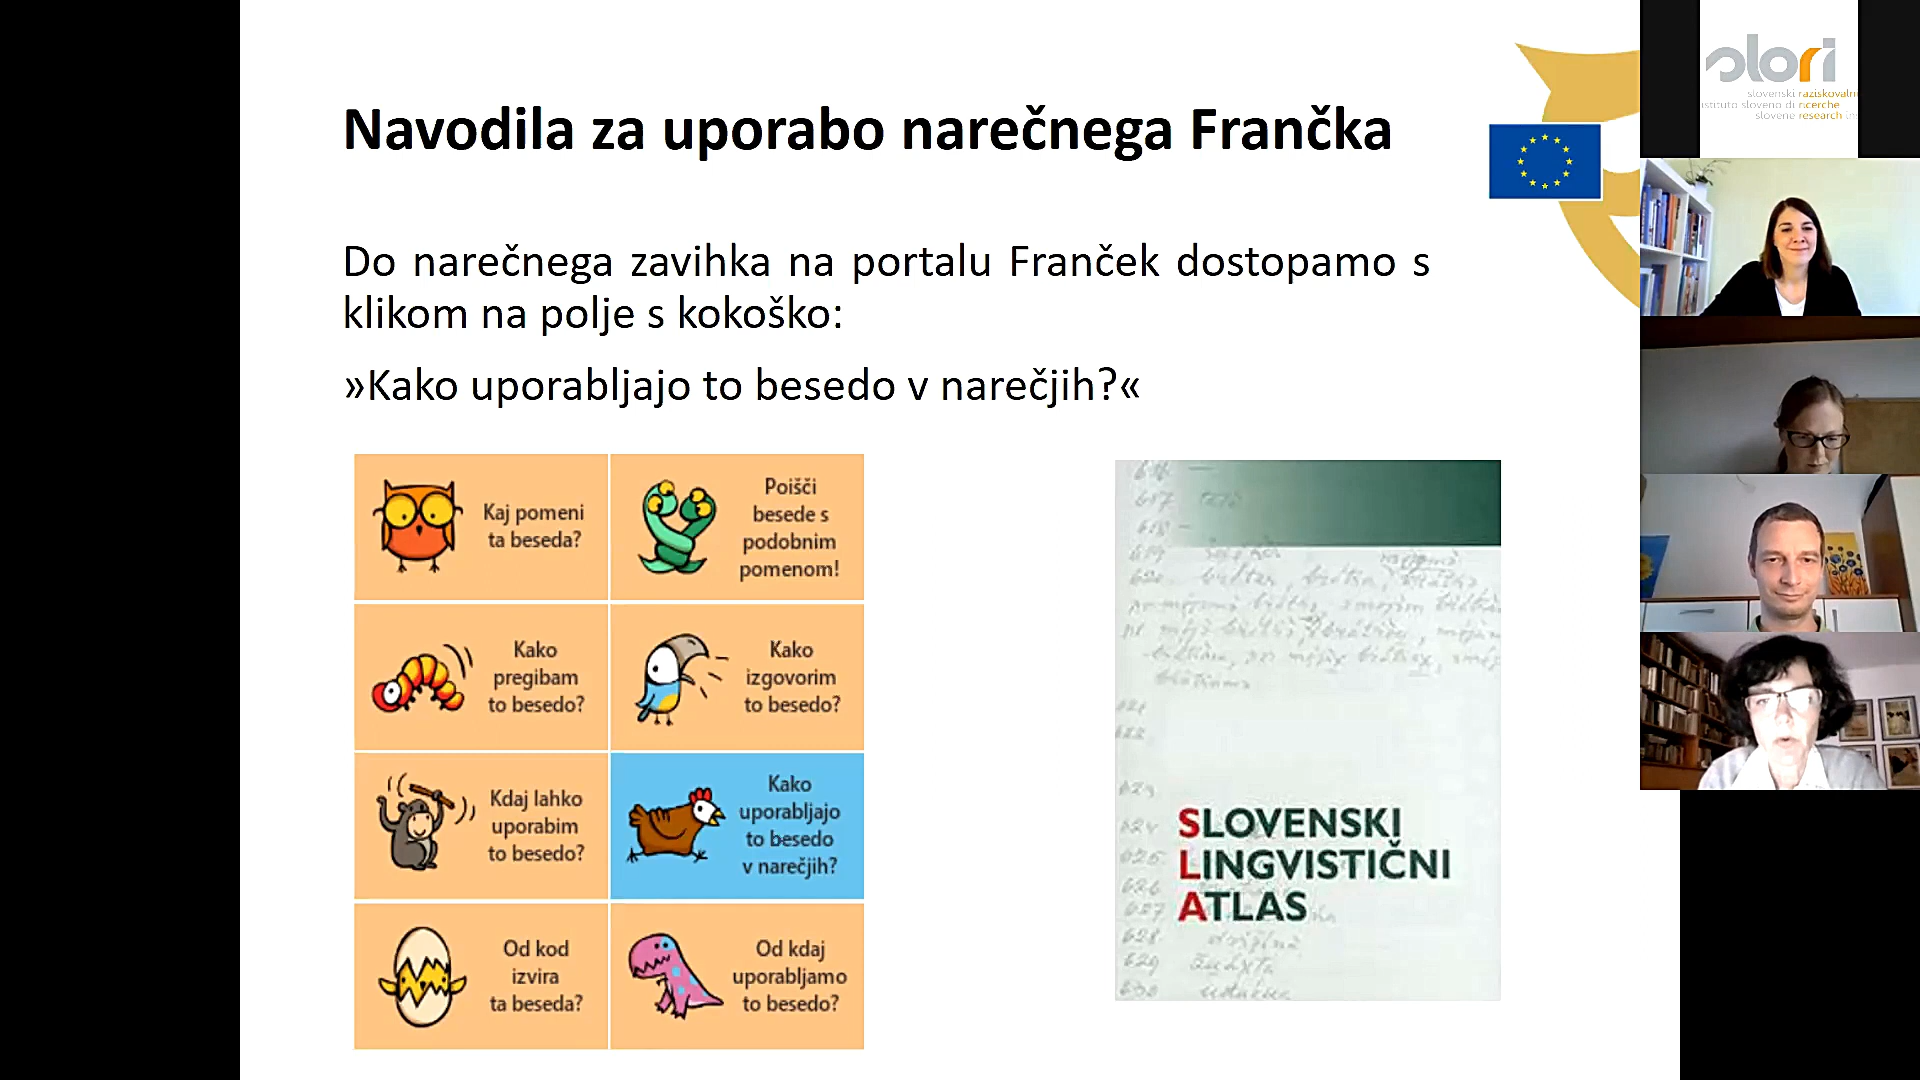 Navodila za uporabo narečnega Frančka
Do narečnega zavihka na portalu Franček dostopamo s
klikom na polje s kokoško:
»Kako uporabljajo to besedo v narečjih?«
Kaj pomeni
ta beseda?
Poišči
besede s
podobnim
pomenom!
Kako
pregibam
to besedo?
Kako
izgovorim
to besedo?
Kdaj lahko
uporabim
to besedo?
Kako
uporabljajo
to besedo
v narečjih?
Od kod
izvira
ta beseda?
Od kdaj
uporabljamo
to besedo?
SLOVENSKI
LINGVISTIČNI
ATLAS
slori
slovenski raziskovaln
istituto sloveno di ricerche
slovene research in